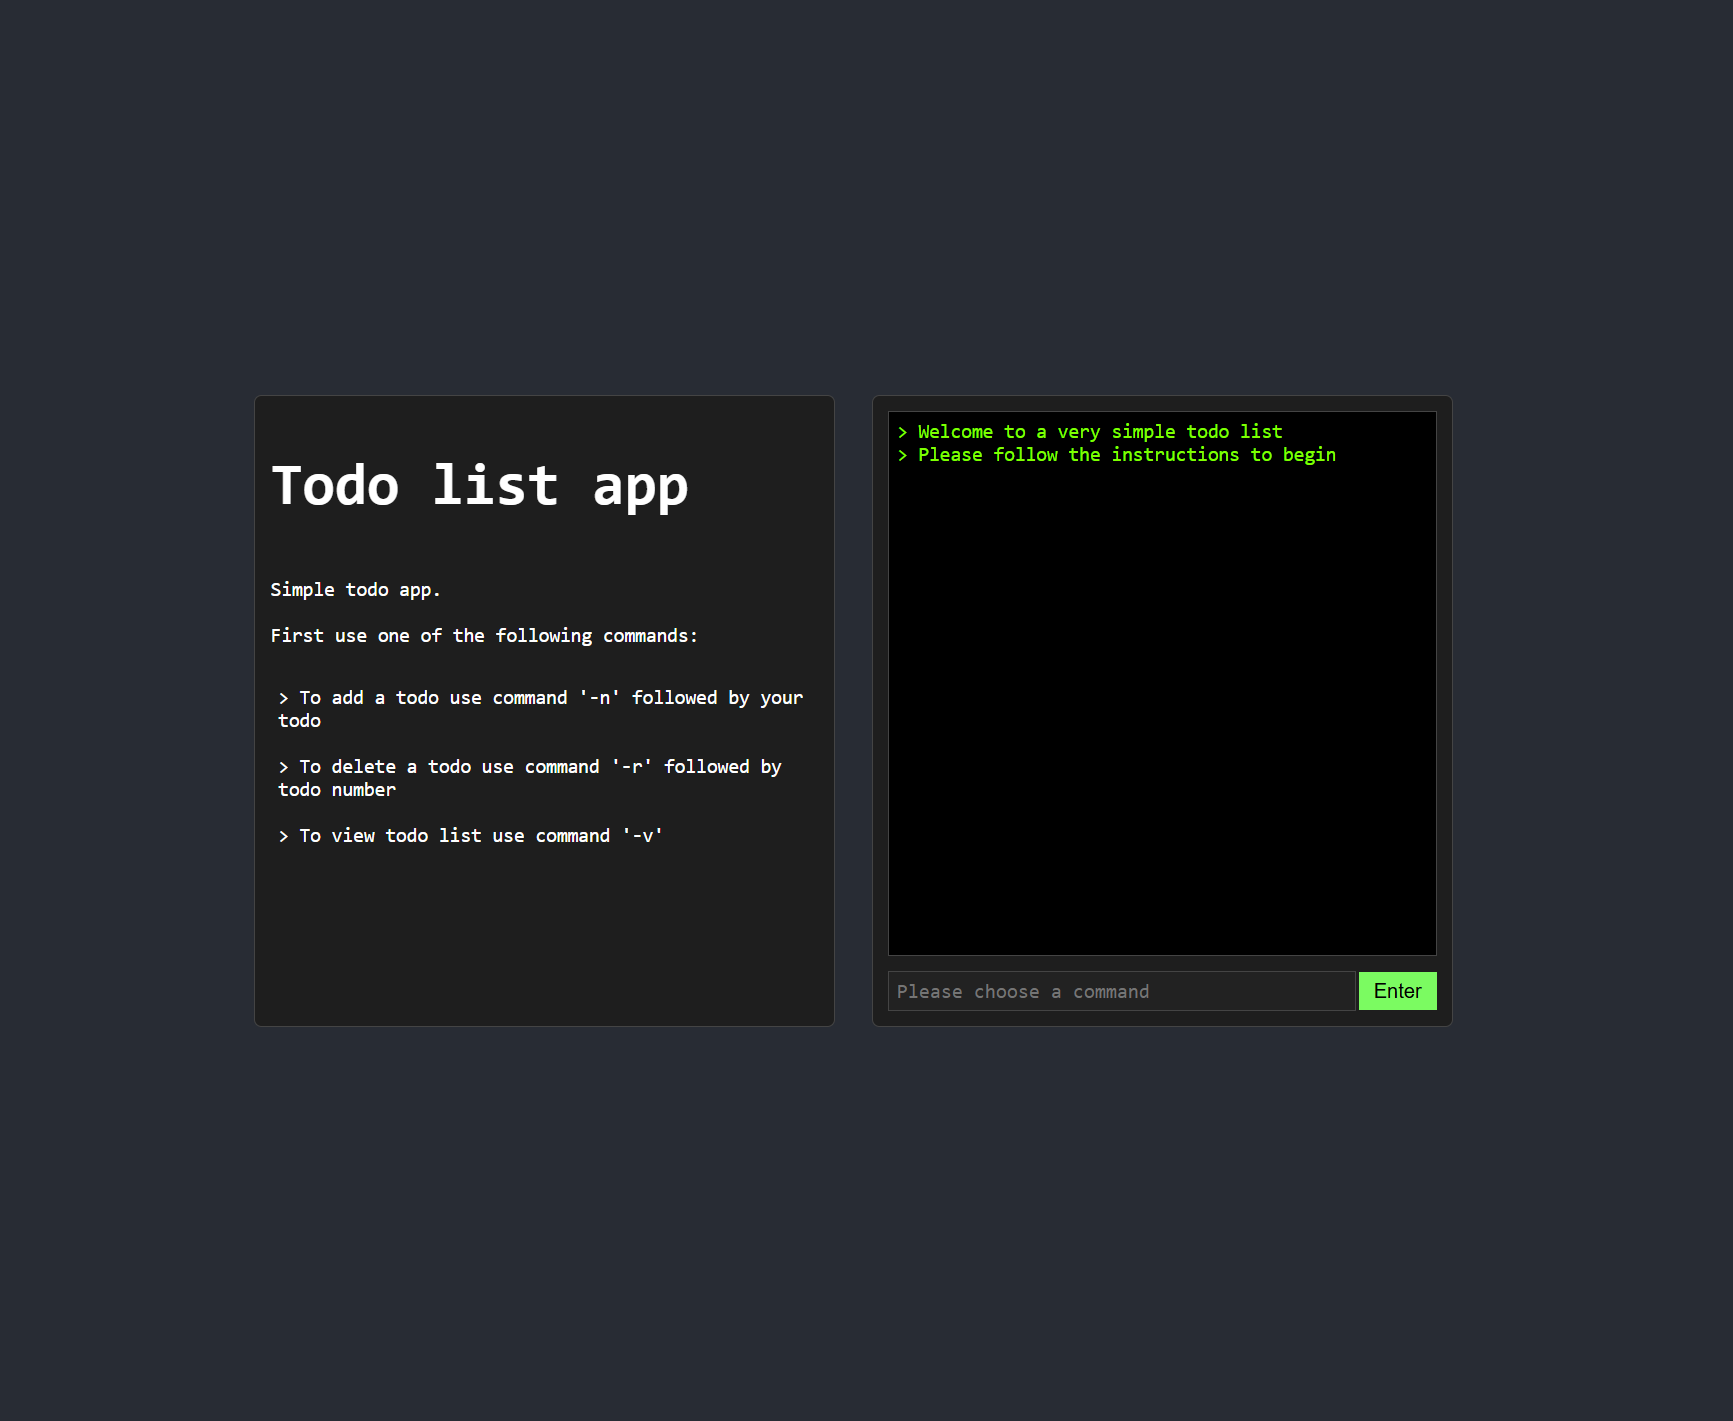 Todo list app
Simple todo app.
First use one of the following commands:
> To add a todo use command '-n' followed by your
todo
> To delete a todo use command '-r' followed by
todo number
> To view todo list use command '-v'
> Welcome to a very simple todo list
> Please follow the instructions to begin
Please choose a command
Enter